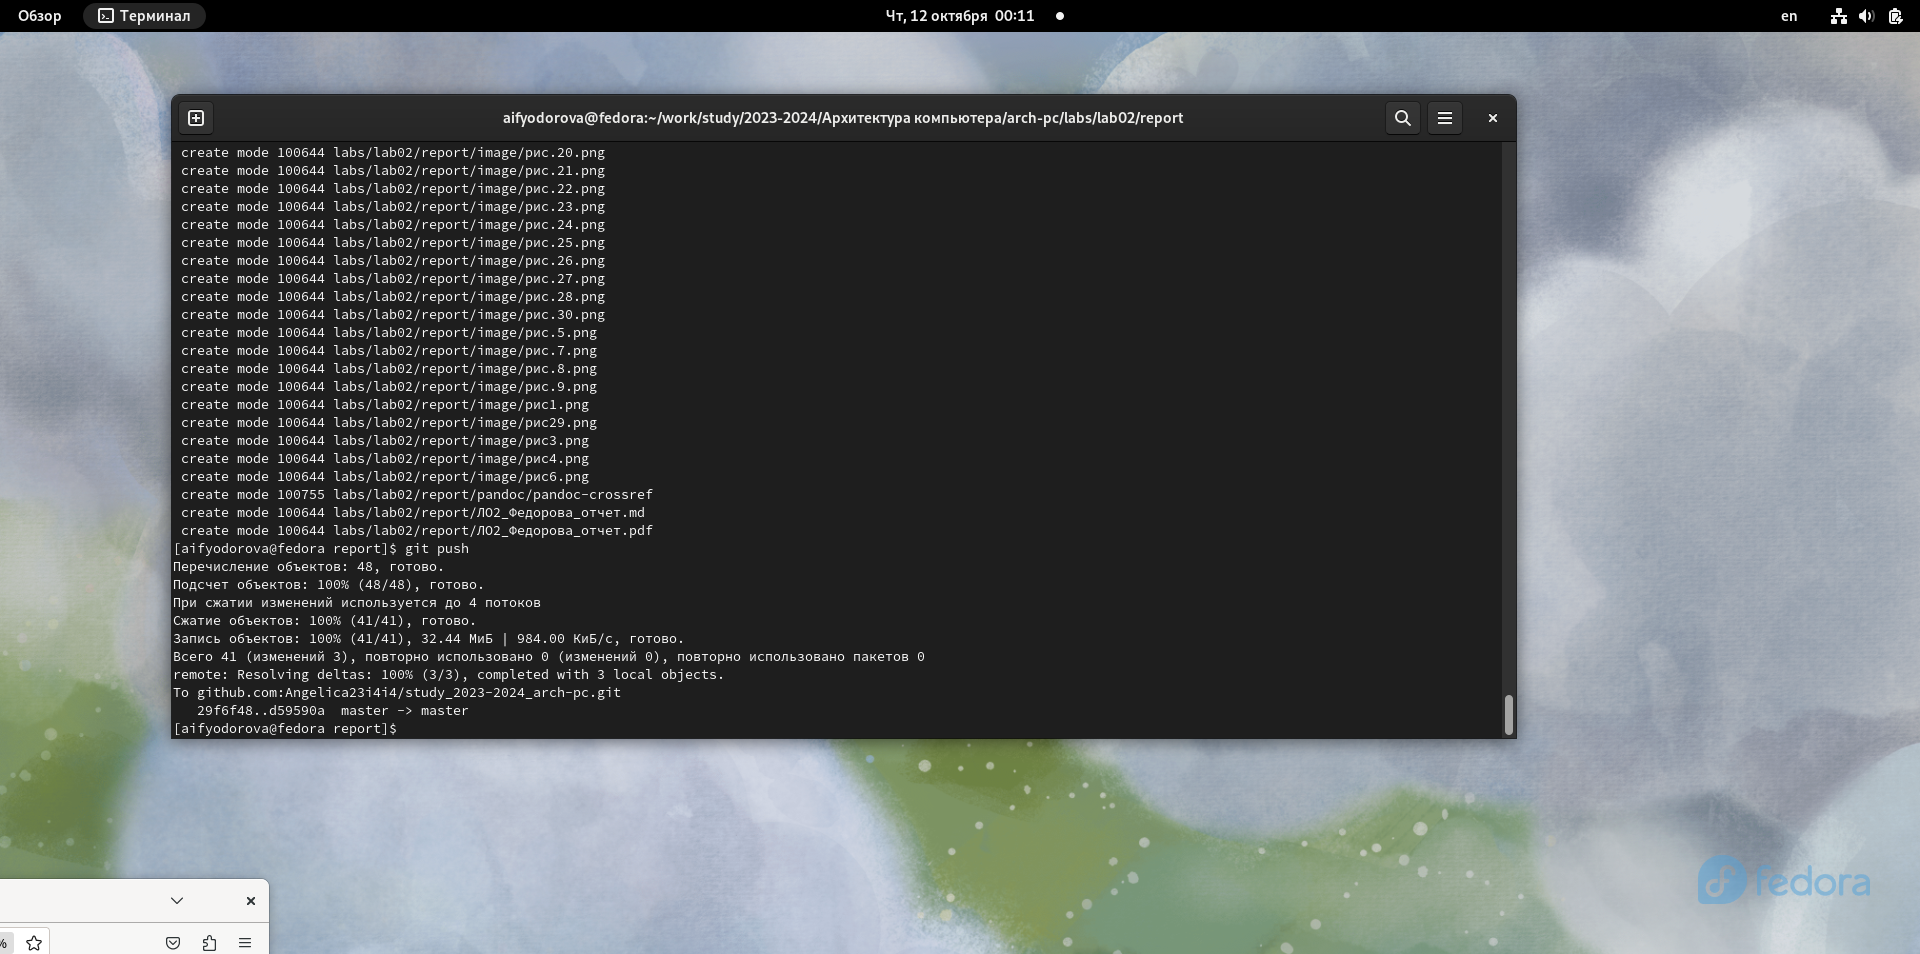 Обзор
Терминал
Чт, 12 октября 00:11
en
aifyodorova@fedora:~/work/study/2023-2024/Архитектура компьютера/arch-pc/labs/lab02/report
create mode 100644 labs/lab02/report/image/рис.20.png
create mode 100644 labs/lab02/report/image/рис.21.png
create mode 100644 labs/lab02/report/image/рис.22.png
create mode 100644 labs/lab02/report/image/рис.23.png
create mode 100644 labs/lab02/report/image/рис.24.png
create mode 100644 labs/lab02/report/image/рис.25.png
create mode 100644 labs/lab02/report/image/рис.26.png
create mode 100644 labs/lab02/report/image/рис.27.png
create mode 100644 labs/lab02/report/image/рис.28.png
create mode 100644 labs/lab02/report/image/рис.30.png
create mode 100644 labs/lab02/report/image/рис.5.png
create mode 100644 labs/lab02/report/image/рис.7.png
create mode 100644 labs/lab02/report/image/рис.8.png
create mode 100644 labs/lab02/report/image/рис.9.png
create mode 100644 labs/lab02/report/image/рис1.png
create mode 100644 labs/lab02/report/image/рис29.png
create mode 100644 labs/lab02/report/image/рис3.png
create mode 100644 labs/lab02/report/image/рис4.png
create mode 100644 labs/lab02/report/image/рис6.png
create mode 100755 labs/lab02/report/pandoc/pandoc-crossref
create mode 100644 labs/lab02/report/ЛО2_Федорова_отчет.md
create mode 100644 labs/lab02/report/ЛО2_Федорова_отчет.pdf
[aifyodorova@fedora report]$ git push
Перечисление объектов: 48, готово.
Подсчет объектов: 100% (48/48), готово.
При сжатии изменений используется до 4 потоков
Сжатие объектов: 100% (41/41), готово.
Запись объектов: 100% (41/41), 32.44 МиБ | 984.00 КиБ/с, готово.
Всего 41 (изменений 3), повторно использовано 0 (изменений 0), повторно использовано пакетов 0
remote: Resolving deltas: 100% (3/3), completed with 3 local objects.
To github.com:Angelica23i4i4/study_2023-2024_arch-pc.git
29f6f48..d59590a master -> master
[aifyodorova@fedora report]$
%
fedora